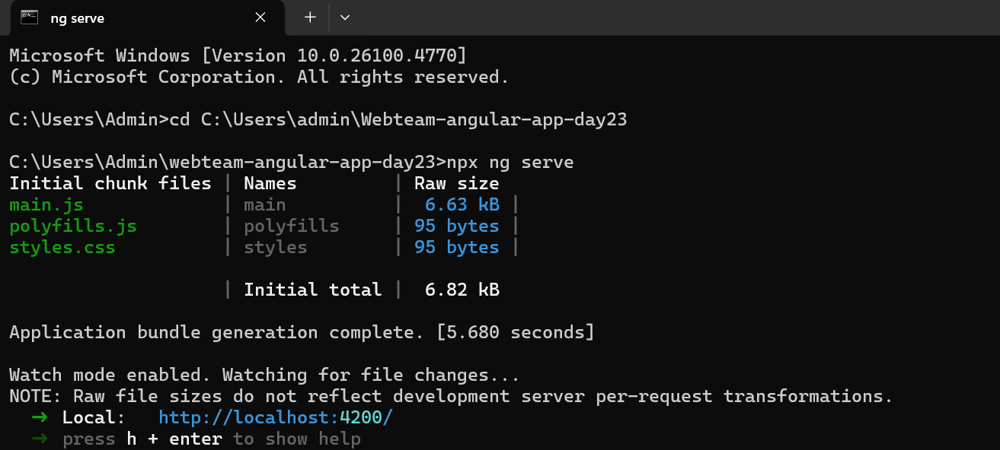 ng serve
Microsoft Windows [Version 10.0.26100.4770]
(c) Microsoft Corporation. All rights reserved.
C:\Users\Admin>cd C:\Users\admin\Webteam-angular-app-day23
C:\Users\Admin\webteam-angular-app-day23>npx ng serve
Initial chunk files | Names | Raw size
main.js | main | 6.63 kB |
polyfills.js | polyfills | 95 bytes |
styles.css | styles | 95 bytes |
| Initial total | 6.82 kB
Application bundle generation complete. [5.680 seconds]
Watch mode enabled. Watching for file changes...
NOTE: Raw file sizes do not reflect development server per-request transformations.
➜ Local: http://localhost:4200/
➜ press h + enter to show help